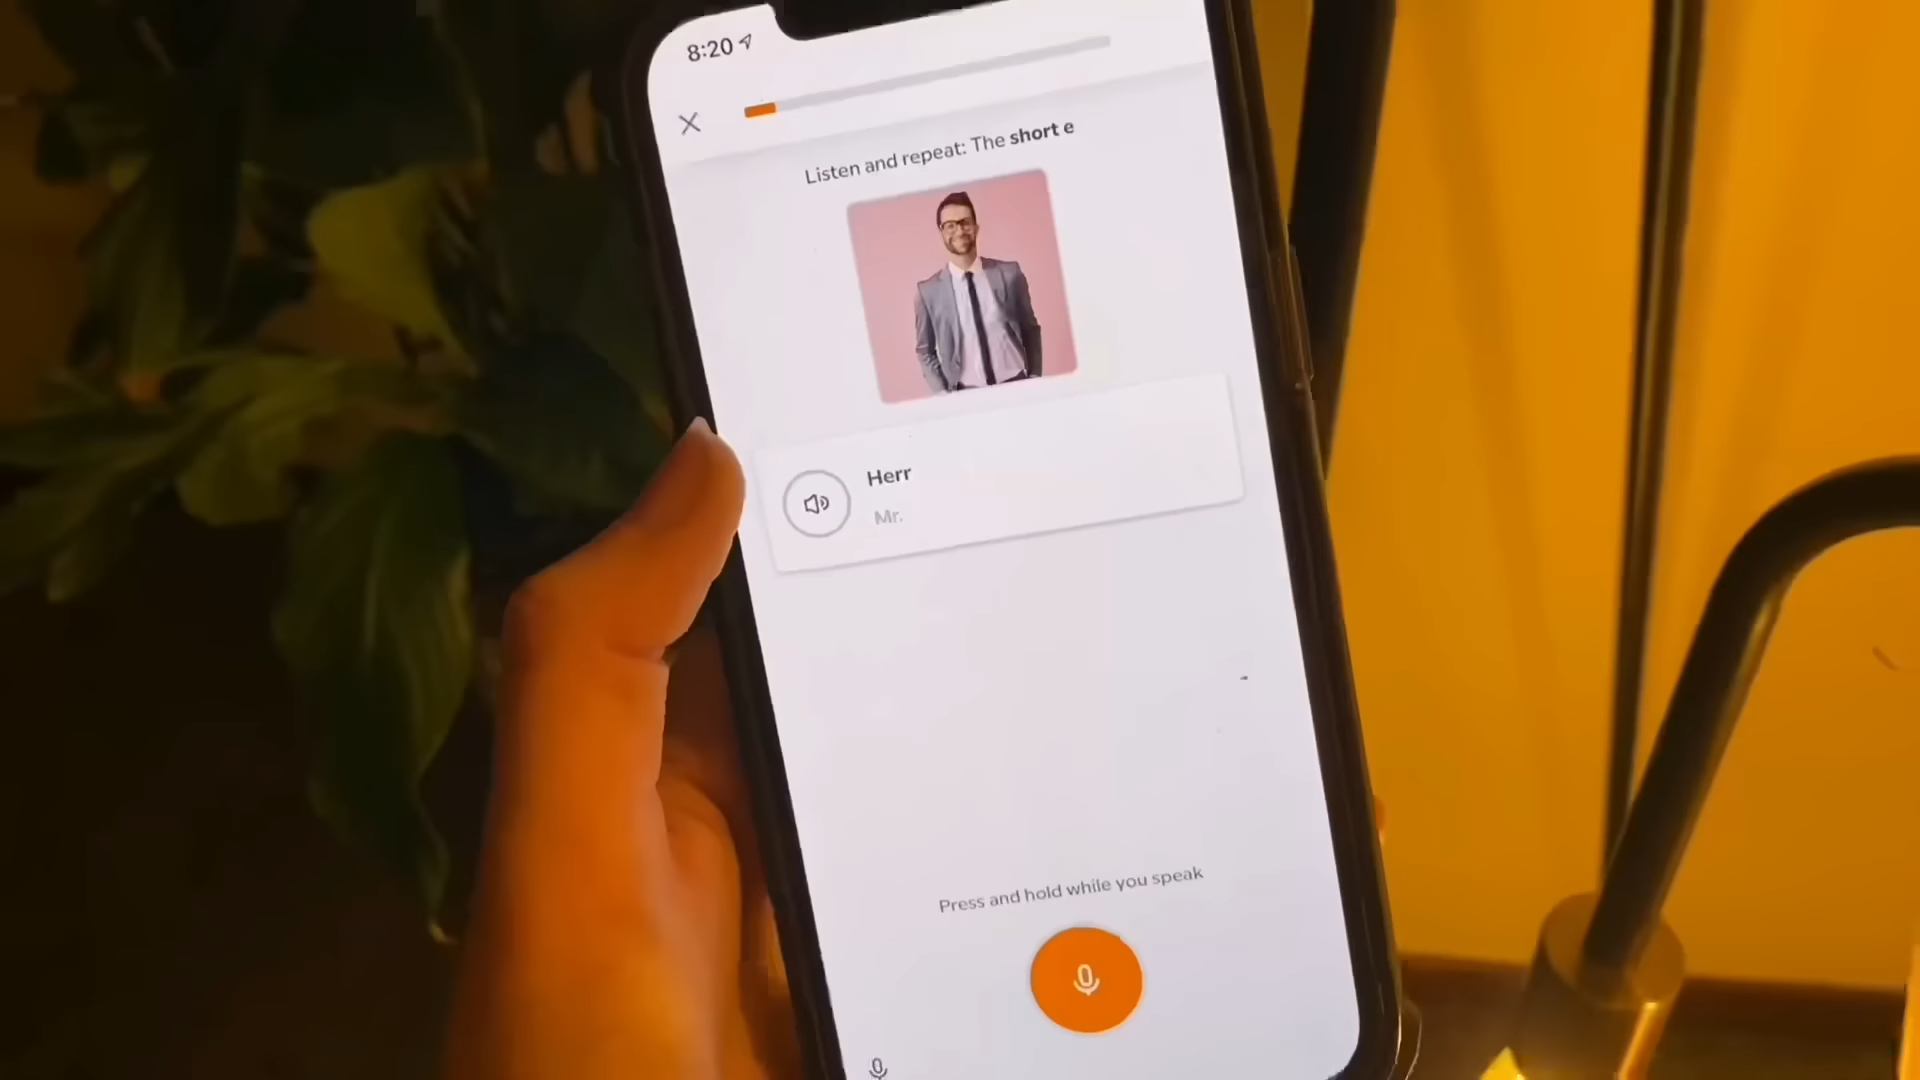 8:20
Listen and repeat: The short e
Herr
Mr.
Press and hold while you speak